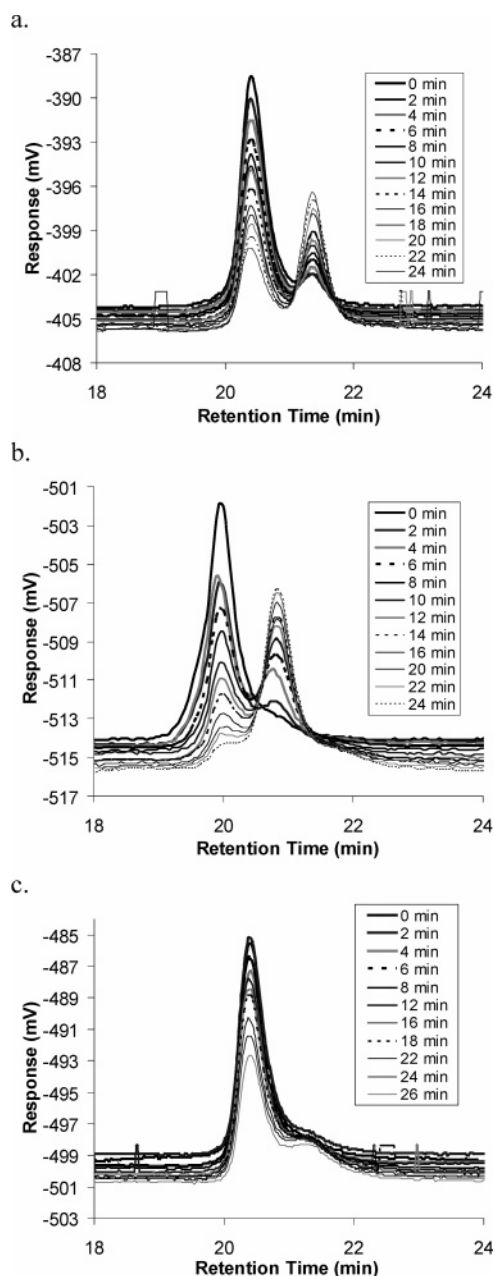 a.
-387
-390
-393
-396
-399
-402
-405
-408
Response (mV)
18 20 22 24
Retention Time (min)
0 min
2 min
4 min
6 min
8 min
10 min
12 min
14 min
16 min
18 min
20 min
22 min
24 min
b.
-501
-503
-505
-507
-509
-511
-513
-515
-517
Response (mV)
18 20 22 24
Retention Time (min)
0 min
2 min
4 min
6 min
8 min
10 min
12 min
14 min
16 min
20 min
22 min
24 min
c.
-485
-487
-489
-491
-493
-495
-497
-499
-501
-503
Response (mV)
18 20 22 24
Retention Time (min)
0 min
2 min
4 min
6 min
8 min
12 min
16 min
18 min
22 min
24 min
26 min